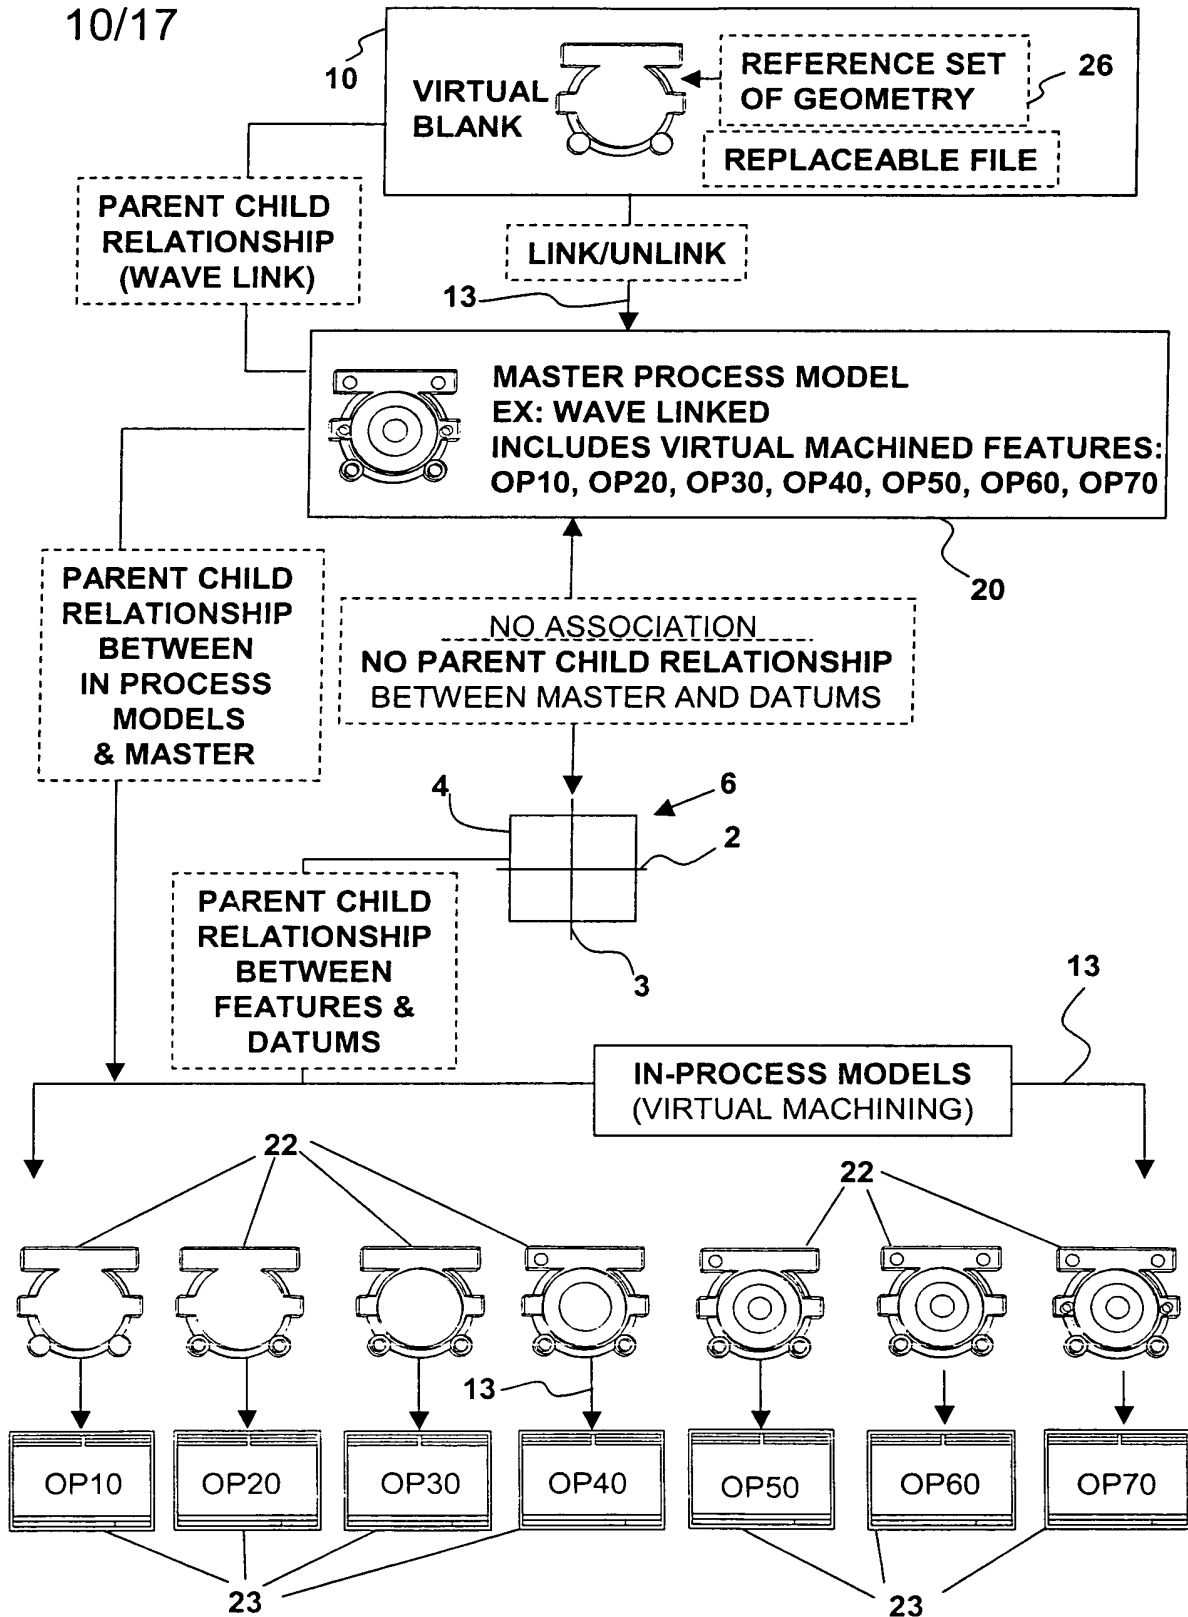 10/17
10
VIRTUAL
BLANK
REFERENCE SET
OF GEOMETRY
26
REPLACEABLE FILE
PARENT CHILD
RELATIONSHIP
(WAVE LINK)
LINK/UNLINK
13
MASTER PROCESS MODEL
EX: WAVE LINKED
INCLUDES VIRTUAL MACHINED FEATURES:
OP10, OP20, OP30, OP40, OP50, OP60, OP70
20
PARENT CHILD
RELATIONSHIP
BETWEEN
IN PROCESS
MODELS
& MASTER
NO ASSOCIATION
NO PARENT CHILD RELATIONSHIP
BETWEEN MASTER AND DATUMS
4
6
2
3
PARENT CHILD
RELATIONSHIP
BETWEEN
FEATURES &
DATUMS
13
IN-PROCESS MODELS
(VIRTUAL MACHINING)
22
22
13
OP10
OP20
OP30
OP40
OP50
OP60
OP70
23
23